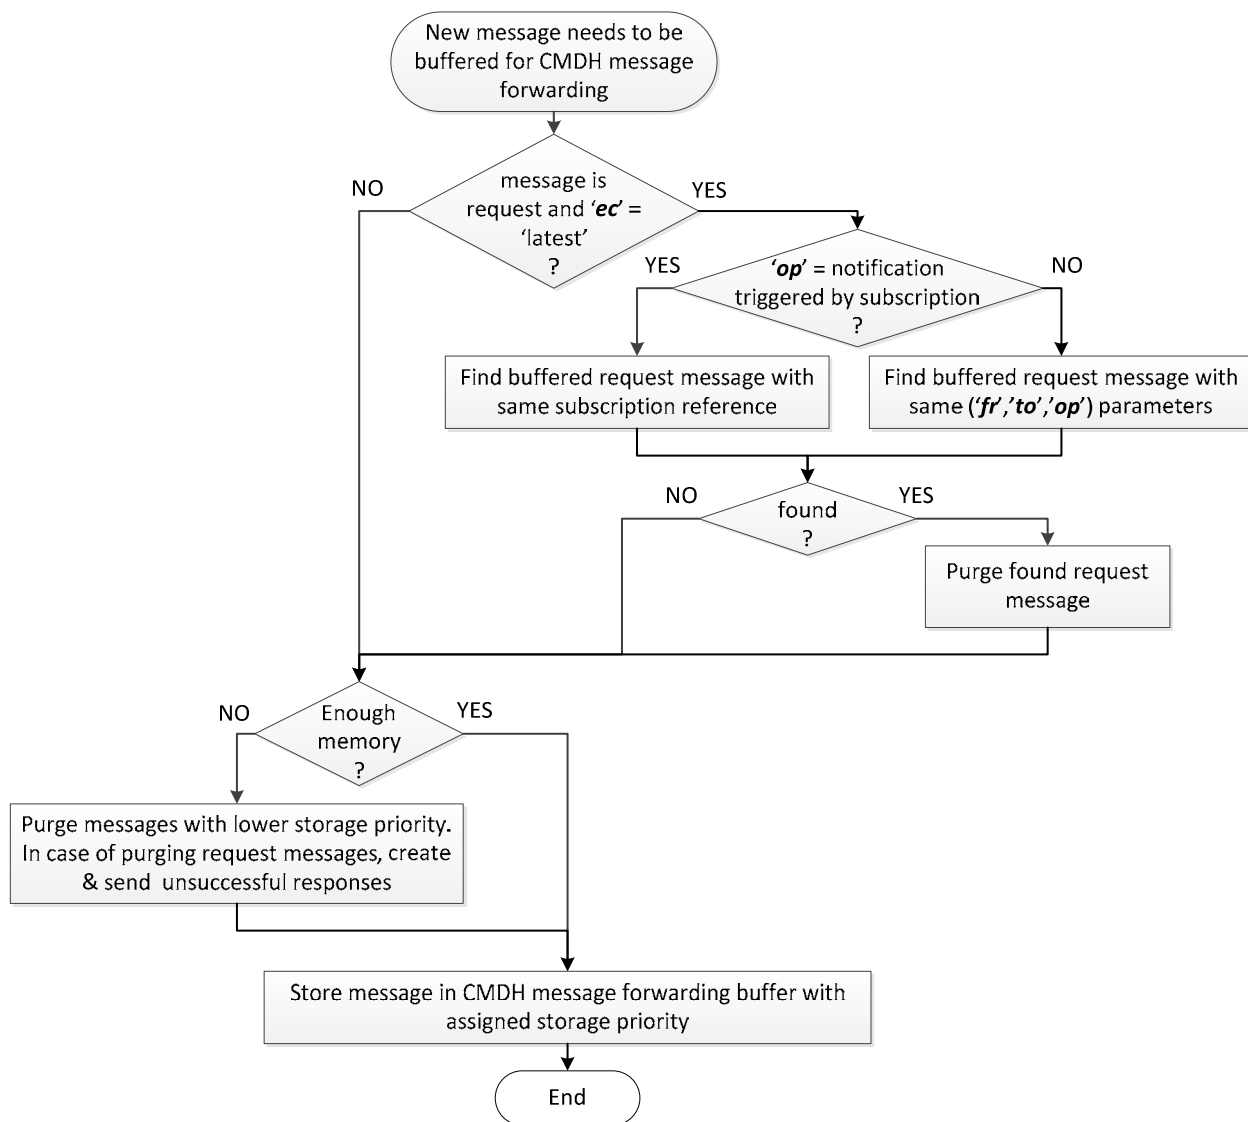 New message needs to be
buffered for CMDH message
forwarding
NO
message is
request and ‘ec’ =
‘latest’
?
YES
YES
‘op’ = notification
triggered by subscription
?
NO
Find buffered request message with
same subscription reference
Find buffered request message with
same (‘fr’,’to’,’op’) parameters
NO
found
?
YES
Purge found request
message
NO
Enough
memory
?
YES
Purge messages with lower storage priority.
In case of purging request messages, create
& send  unsuccessful responses
Store message in CMDH message forwarding buffer with
assigned storage priority
End